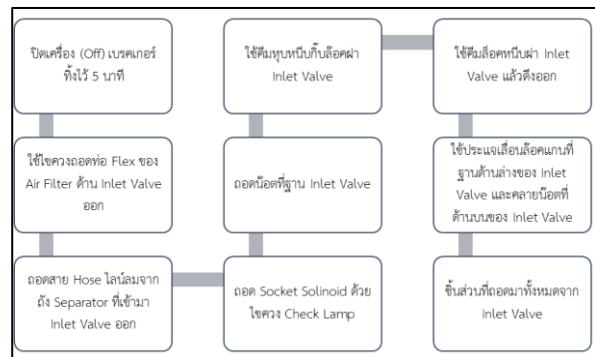 ปิดเครื่อง (Off) เบรคเกอร์
ทิ้งไว้ 5 นาที
ใช้ไขควงถอดท่อ Flex ของ
Air Filter ด้าน Inlet Valve
ออก
ถอดสาย Hose ไลน์ลมจาก
ถัง Separator ที่เข้ามา
Inlet Valve ออก
ถอด Socket Solinoid ด้วย
ไขควง Check Lamp
ถอดน๊อตที่ฐาน Inlet Valve
ใช้คีมหุบหนีบกิ๊บล๊อคฝา
Inlet Valve
ใช้คีมล็อคหนีบฝา Inlet
Valve แล้วดึงออก
ใช้ประแจเลื่อนล๊อคแกนที่
ฐานด้านล่างของ Inlet
Valve และคลายน๊อตที่
ด้านบนของ Inlet Valve
ชิ้นส่วนที่ถอดมาทั้งหมดจาก
Inlet Valve